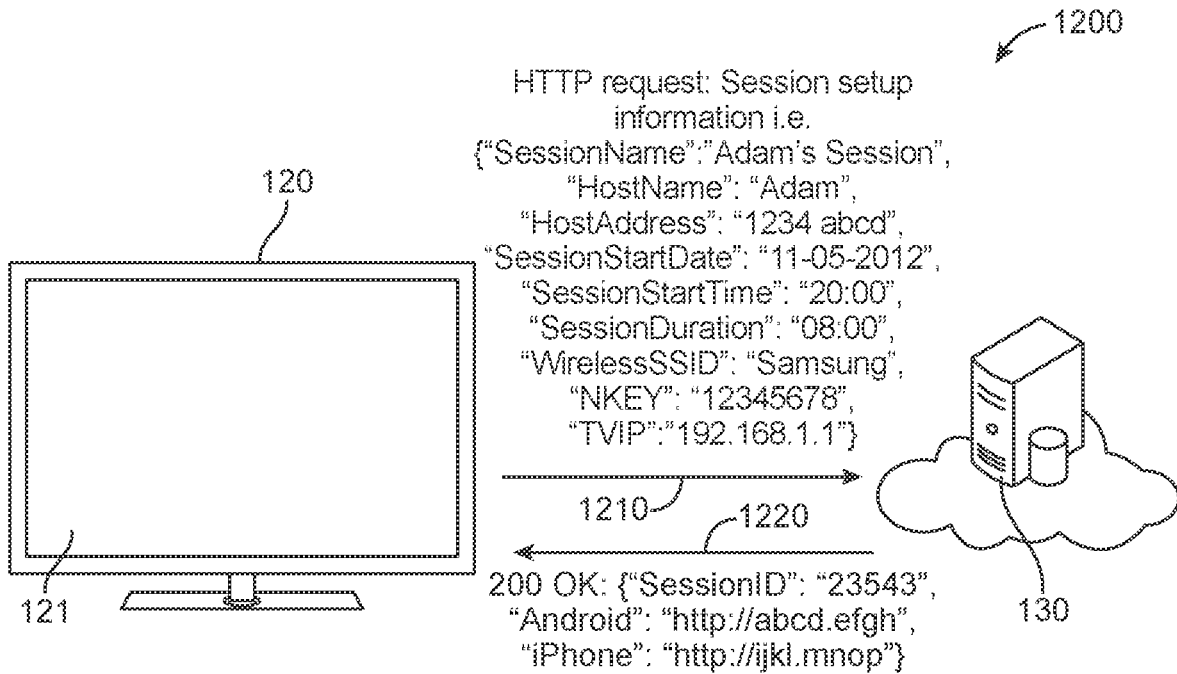 1200
HTTP request: Session setup
information i.e.
{“SessionName”:“Adam’s Session”,
“HostName”: “Adam”,
“HostAddress”: “1234 abcd”,
“SessionStartDate”: “11-05-2012”,
“SessionStartTime”: “20:00”,
“SessionDuration”: “08:00”,
“WirelessSSID”: “Samsung”,
“NKEY”: “12345678”,
“TVIP”:“192.168.1.1”}
120
1210
1220
121
200 OK: {“SessionID”: “23543”,
“Android”: “http://abcd.efgh”,
“iPhone”: “http://ijkl.mnop”}
130